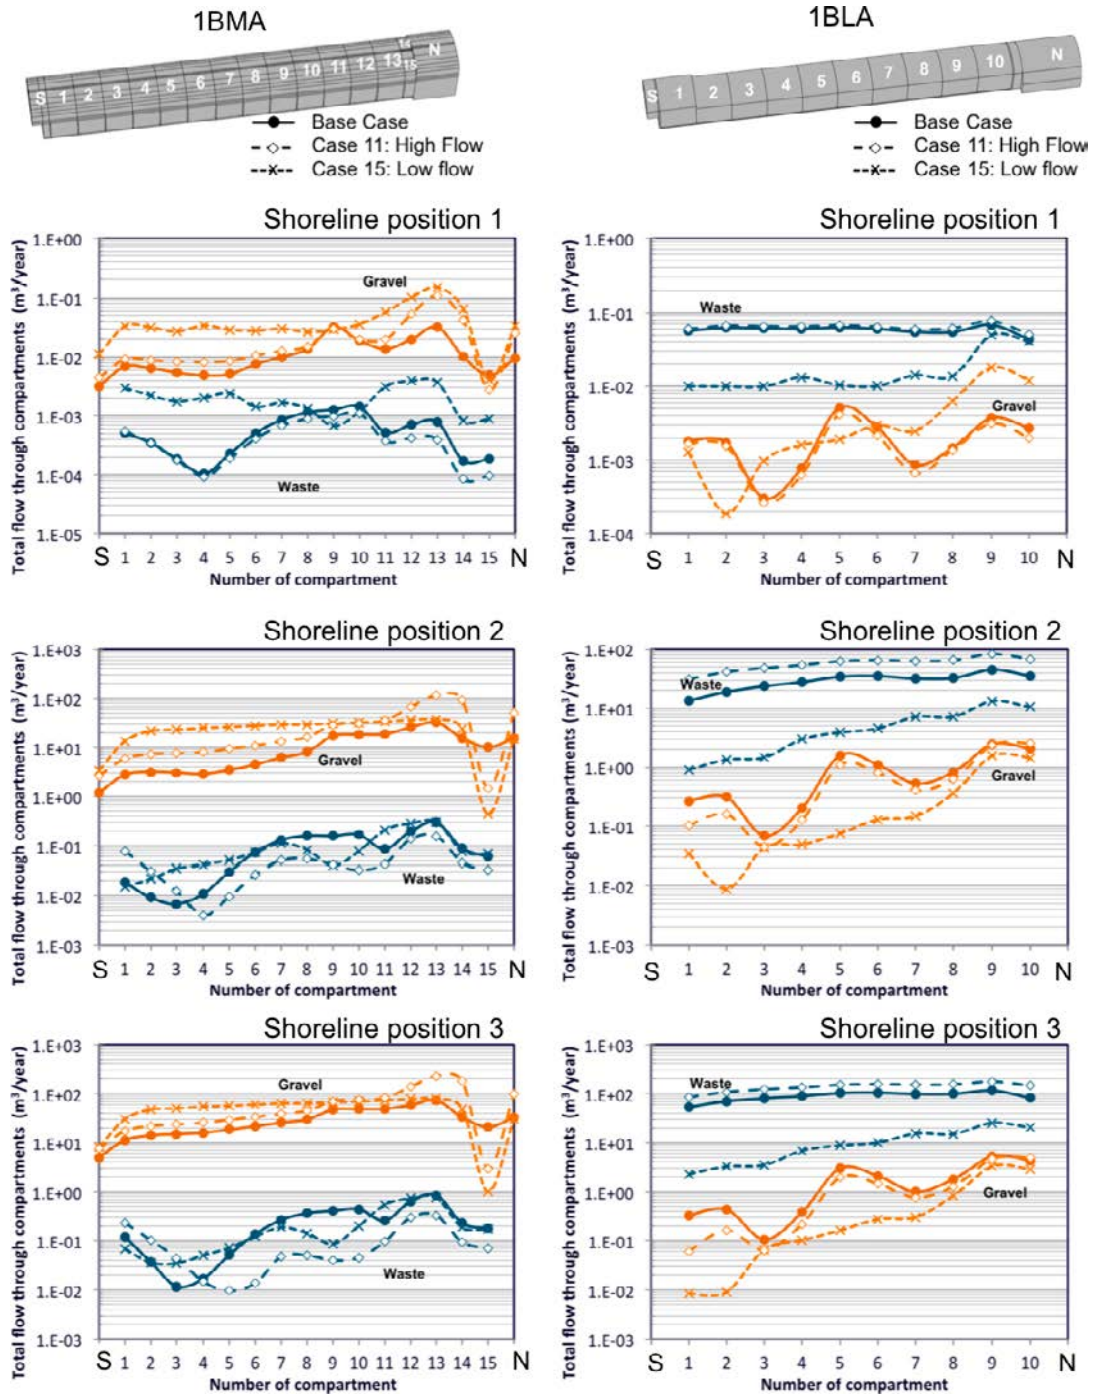 1BMA
S 1 2 3 4 5 6 7 8 9 10 11 12 13 14 15 N
Base Case
Case 11: High Flow
Case 15: Low flow
1BLA
S 1 2 3 4 5 6 7 8 9 10 N
Base Case
Case 11: High Flow
Case 15: Low flow
Shoreline position 1
Total flow through compartments (m³/year)
1.E+00
1.E-01
1.E-02
1.E-03
1.E-04
1.E-05
Gravel
Waste
S 1 2 3 4 5 6 7 8 9 10 11 12 13 14 15 N
Number of compartment
Shoreline position 1
Total flow through compartments (m³/year)
1.E+00
1.E-01
1.E-02
1.E-03
1.E-04
Waste
Gravel
S 1 2 3 4 5 6 7 8 9 10 N
Number of compartment
Shoreline position 2
Total flow through compartments (m³/year)
1.E+03
1.E+02
1.E+01
1.E+00
1.E-01
1.E-02
1.E-03
Gravel
Waste
S 1 2 3 4 5 6 7 8 9 10 11 12 13 14 15 N
Number of compartment
Shoreline position 2
Total flow through compartments (m³/year)
1.E+02
1.E+01
1.E+00
1.E-01
1.E-02
1.E-03
Waste
Gravel
S 1 2 3 4 5 6 7 8 9 10 N
Number of compartment
Shoreline position 3
Total flow through compartments (m³/year)
1.E+03
1.E+02
1.E+01
1.E+00
1.E-01
1.E-02
1.E-03
Gravel
Waste
S 1 2 3 4 5 6 7 8 9 10 11 12 13 14 15 N
Number of compartment
Shoreline position 3
Total flow through compartments (m³/year)
1.E+03
1.E+02
1.E+01
1.E+00
1.E-01
1.E-02
1.E-03
Waste
Gravel
S 1 2 3 4 5 6 7 8 9 10 N
Number of compartment